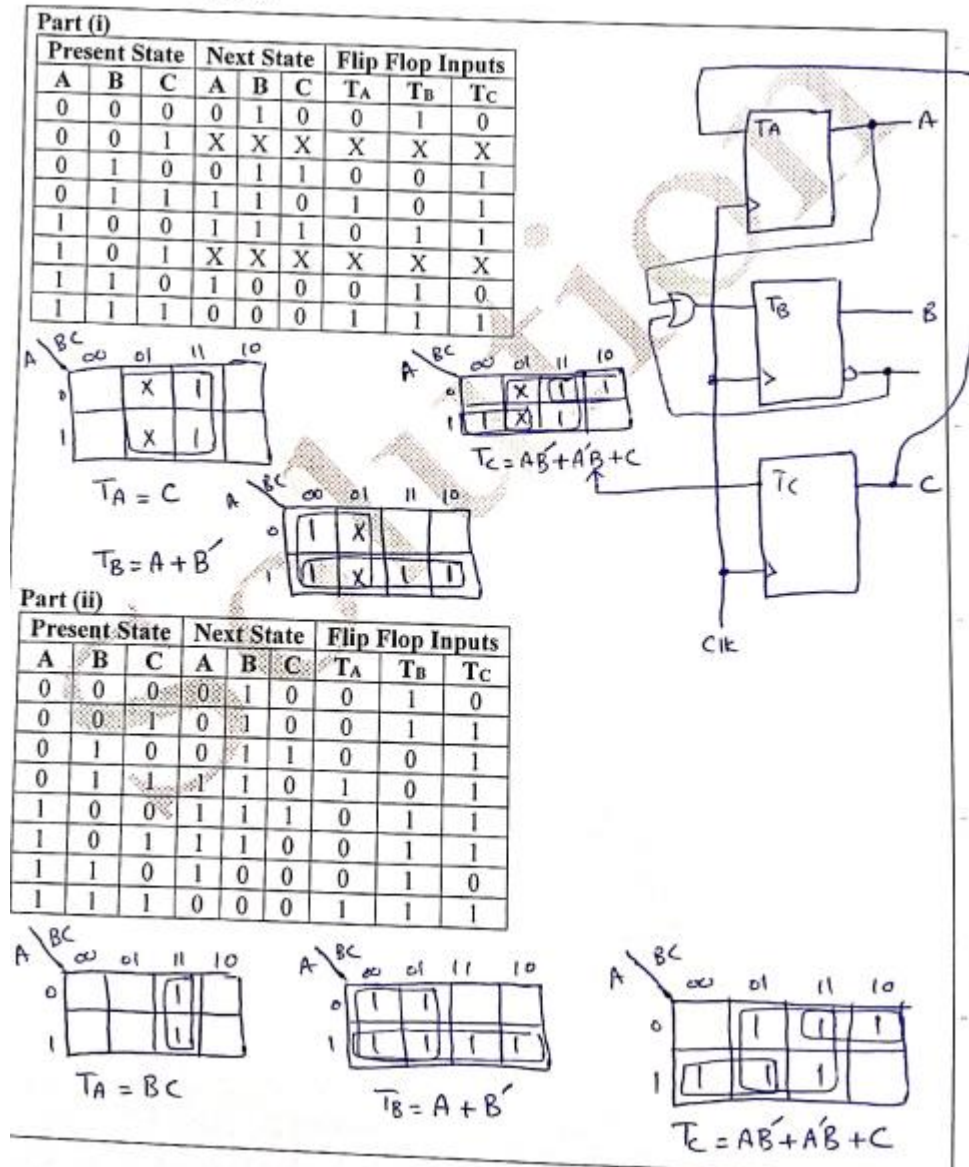 Part (i)
Present State Next State Flip Flop Inputs
A B C A B C TA TB TC
0 0 0 0 1 0 0 1 0
0 0 1 X X X X X X
0 1 0 0 1 1 0 0 1
0 1 1 1 1 0 1 0 1
1 0 0 1 1 1 0 1 1
1 0 1 X X X X X X
1 1 0 1 0 0 0 1 0
1 1 1 0 0 0 1 1 1
A BC 00 01 11 10
0 X 1
1 X 1
TA = C
A BC 00 01 11 10
0 X 1 1
1 1 X 1
TC = AB' + A'B + C
A BC 00 01 11 10
0 1 X
1 1 X 1 1
TB = A + B'
TA A
TB B
TC C
Clk
Part (ii)
Present State Next State Flip Flop Inputs
A B C A B C TA TB TC
0 0 0 0 1 0 0 1 0
0 0 1 0 1 0 0 1 1
0 1 0 0 1 1 0 0 1
0 1 1 1 1 0 1 0 1
1 0 0 1 1 1 0 1 1
1 0 1 1 1 0 0 1 1
1 1 0 1 0 0 0 1 0
1 1 1 0 0 0 1 1 1
A BC 00 01 11 10
0 1
1 1
TA = BC
A BC 00 01 11 10
0 1 1
1 1 1 1 1
TB = A + B'
A BC 00 01 11 10
0 1 1 1
1 1 1 1
TC = AB' + A'B + C